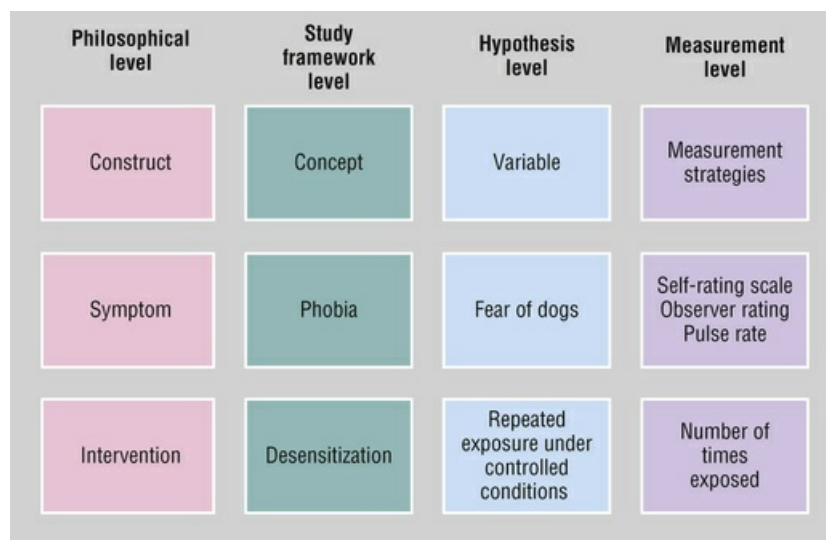 Philosophical
level
Study
framework
level
Hypothesis
level
Measurement
level
Construct
Concept
Variable
Measurement
strategies
Symptom
Phobia
Fear of dogs
Self-rating scale
Observer rating
Pulse rate
Intervention
Desensitization
Repeated
exposure under
controlled
conditions
Number of
times
exposed